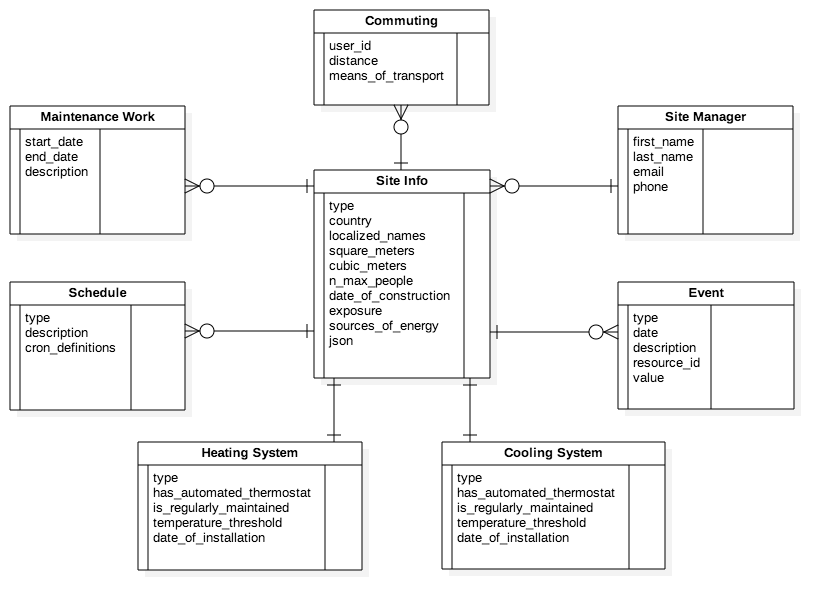 Commuting
user_id
distance
means_of_transport
Maintenance Work
start_date
end_date
description
Site Manager
first_name
last_name
email
phone
Site Info
type
country
localized_names
square_meters
cubic_meters
n_max_people
date_of_construction
exposure
sources_of_energy
json
Schedule
type
description
cron_definitions
Event
type
date
description
resource_id
value
Heating System
type
has_automated_thermostat
is_regularly_maintained
temperature_threshold
date_of_installation
Cooling System
type
has_automated_thermostat
is_regularly_maintained
temperature_threshold
date_of_installation